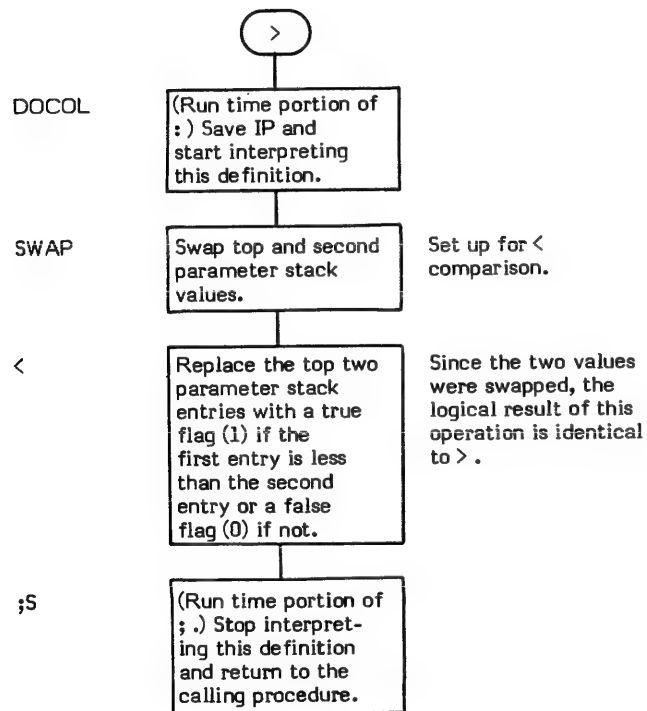 >
DOCOL
(Run time portion of
: ) Save IP and
start interpreting
this definition.
SWAP
Swap top and second
parameter stack
values.
Set up for <
comparison.
<
Replace the top two
parameter stack
entries with a true
flag (1) if the
first entry is less
than the second
entry or a false
flag (0) if not.
Since the two values
were swapped, the
logical result of this
operation is identical
to > .
;S
(Run time portion of
; .) Stop interpret-
ing this definition
and return to the
calling procedure.